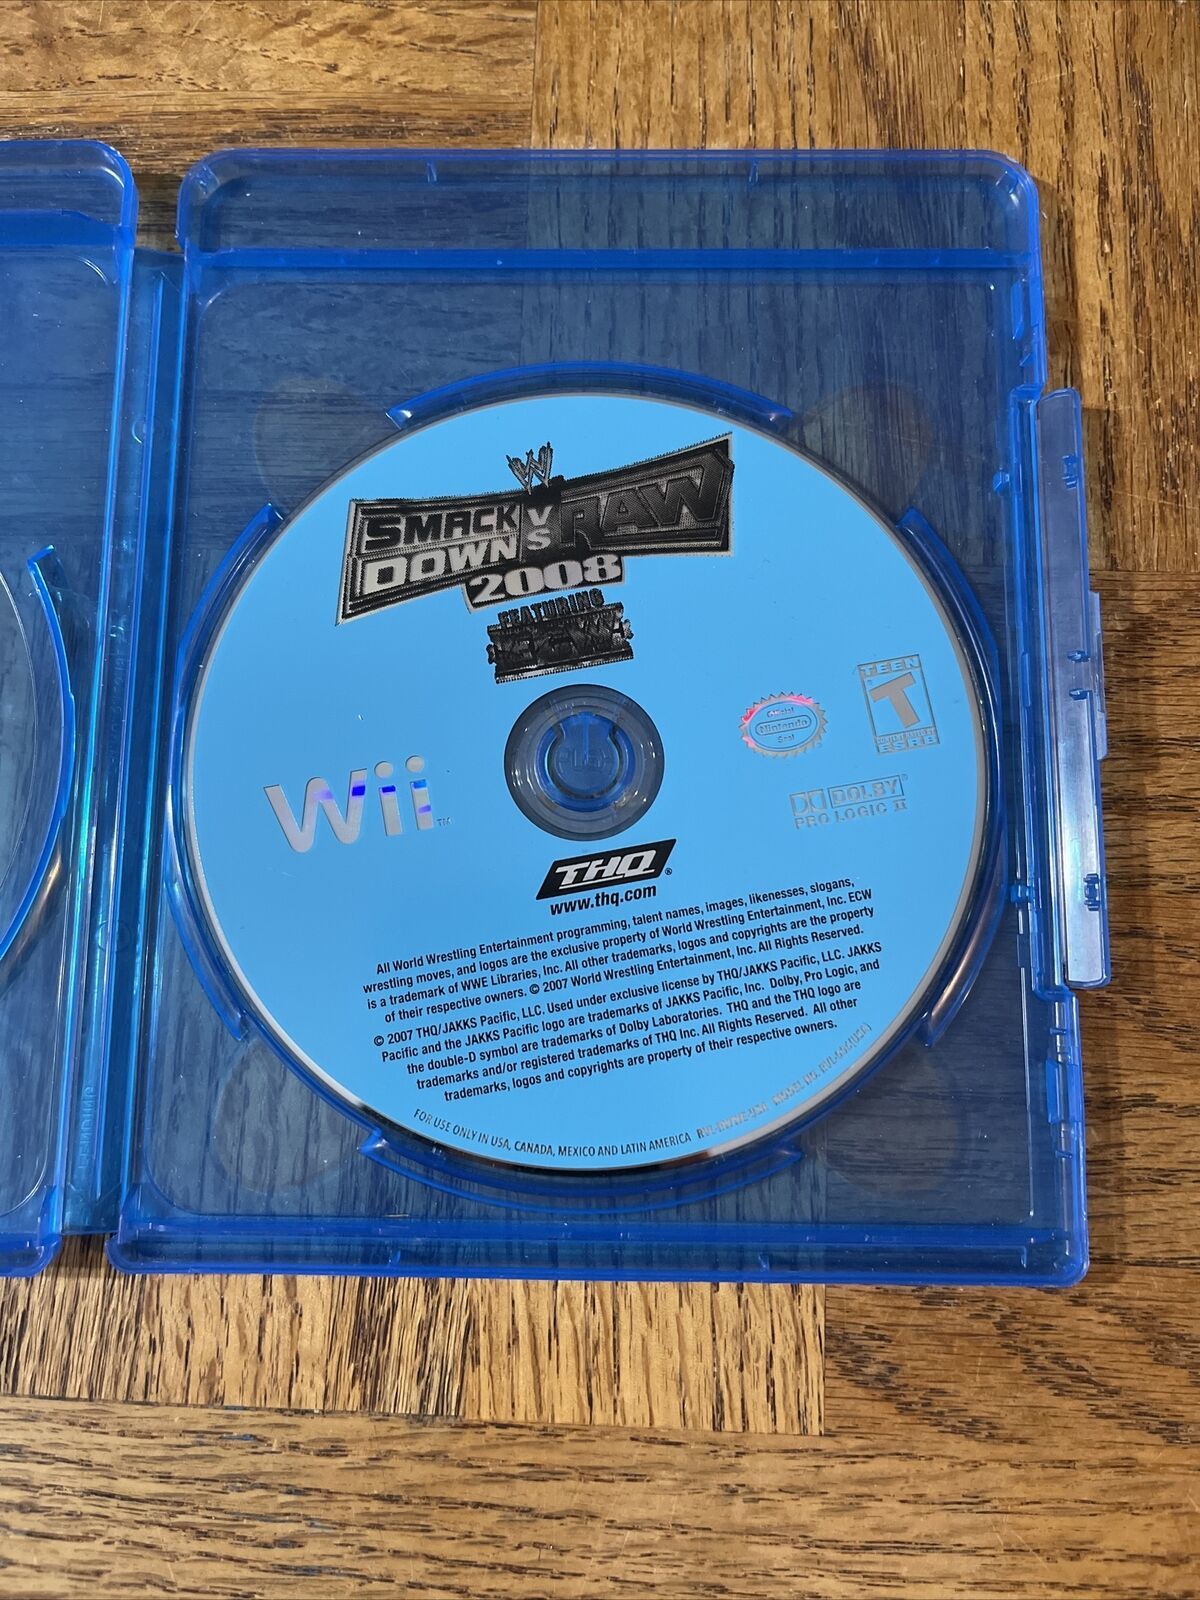 W
SMACK
DOWN
VS
RAW
2008
FEATURING
ECW
TEEN
T
ESRB
Official
Nintendo
Seal
Wii™
DOLBY®
PRO LOGIC II
THQ®
www.thq.com
All World Wrestling Entertainment programming, talent names, images, likenesses, slogans,
wrestling moves, and logos are the exclusive property of World Wrestling Entertainment, Inc. ECW
is a trademark of WWE Libraries, Inc. All other trademarks, logos and copyrights are the property
of their respective owners. © 2007 World Wrestling Entertainment, Inc. All Rights Reserved.
© 2007 THQ/JAKKS Pacific, LLC. Used under exclusive license by THQ/JAKKS Pacific, LLC. JAKKS
Pacific and the JAKKS Pacific logo are trademarks of JAKKS Pacific, Inc. Dolby, Pro Logic, and
the double-D symbol are trademarks of Dolby Laboratories. THQ and the THQ logo are
trademarks and/or registered trademarks of THQ Inc. All Rights Reserved. All other
trademarks, logos and copyrights are property of their respective owners.
FOR USE ONLY IN USA, CANADA, MEXICO AND LATIN AMERICA MODEL NO.